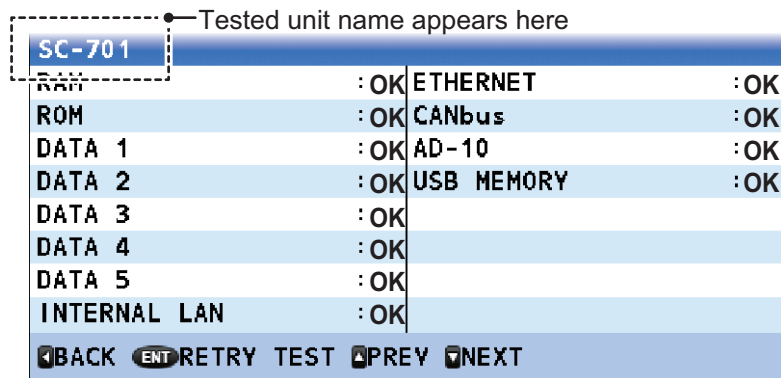 Tested unit name appears here
SC-701
RAM :OK ETHERNET :OK
ROM :OK CANbus :OK
DATA 1 :OK AD-10 :OK
DATA 2 :OK USB MEMORY :OK
DATA 3 :OK
DATA 4 :OK
DATA 5 :OK
INTERNAL LAN :OK
BACK ENT RETRY TEST PREV NEXT